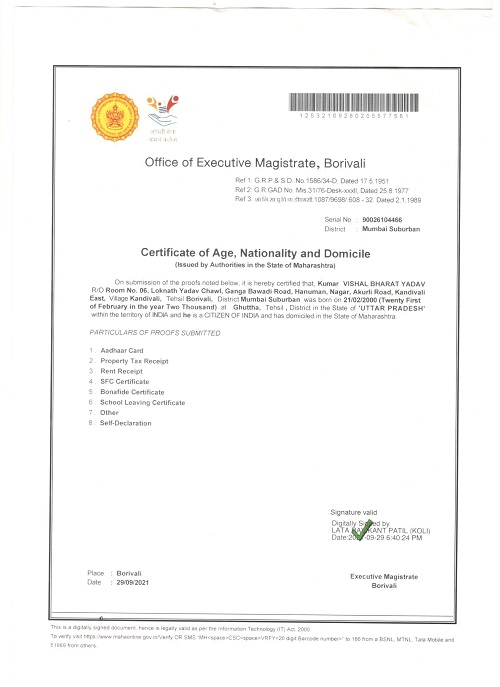 12532109280205577561
Office of Executive Magistrate, Borivali
Ref 1: G.R.P.& S.D. No.1586/34-D, Dated 17.5.1951
Ref 2: G.R GAD No. Mis.31/76-Desk-xxxII, Dated 25.8.1977
1087/9698/ 608 - 32. Dated 2.1.1989
Serial No : 90026104466
District : Mumbai Suburban
Certificate of Age, Nationality and Domicile
(Issued by Authorities in the State of Maharashtra)
On submission of the proofs noted below, it is hereby certified that, Kumar VISHAL BHARAT YADAV
R/O Room No. 06, Loknath Yadav Chawl, Ganga Bawadi Road, Hanuman, Nagar, Akurli Road, Kandivali
East, Village Kandivali, Tehsil Borivali, District Mumbai Suburban was born on 21/02/2000 (Twenty First
of February in the year Two Thousand) at Ghuttha, Tehsil , District in the State of 'UTTAR PRADESH'
within the territory of INDIA and he is a CITIZEN OF INDIA and has domiciled in the State of Maharashtra.
PARTICULARS OF PROOFS SUBMITTED
1 . Aadhaar Card
2 . Property Tax Receipt
3 . Rent Receipt
4 . SFC Certificate
5 . Bonafide Certificate
6 . School Leaving Certificate
7 . Other
8 . Self-Declaration
Signature valid
Digitally Signed by
LATA KANT PATIL (KOLI)
-09-29 6:40:24 PM
Place : Borivali
Date : 29/09/2021
Executive Magistrate
Borivali
This is a digitally signed document, hence is legally valid as per the Information Technology (IT) Act, 2000.
To verify visit https://www.mahaonline.gov.in/Verify OR SMS "MH<space>CSC<space>VRFY<20 digit Barcode number>" to 166 from a BSNL, MTNL, Tata Mobile and
51969 from others.